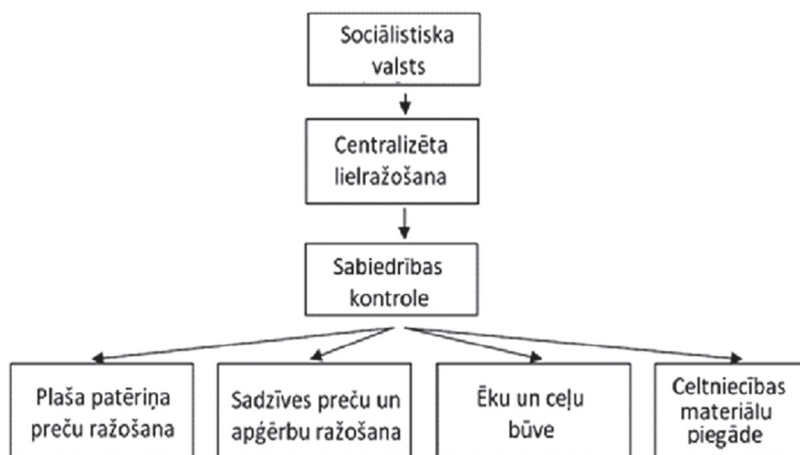 Sociālistiska
valsts
Centralizēta
lielražošana
Sabiedrības
kontrole
Plaša patēriņa
preču ražošana
Sadzīves preču un
apģērbu ražošana
Ēku un ceļu
būve
Celtniecības
materiālu
piegāde